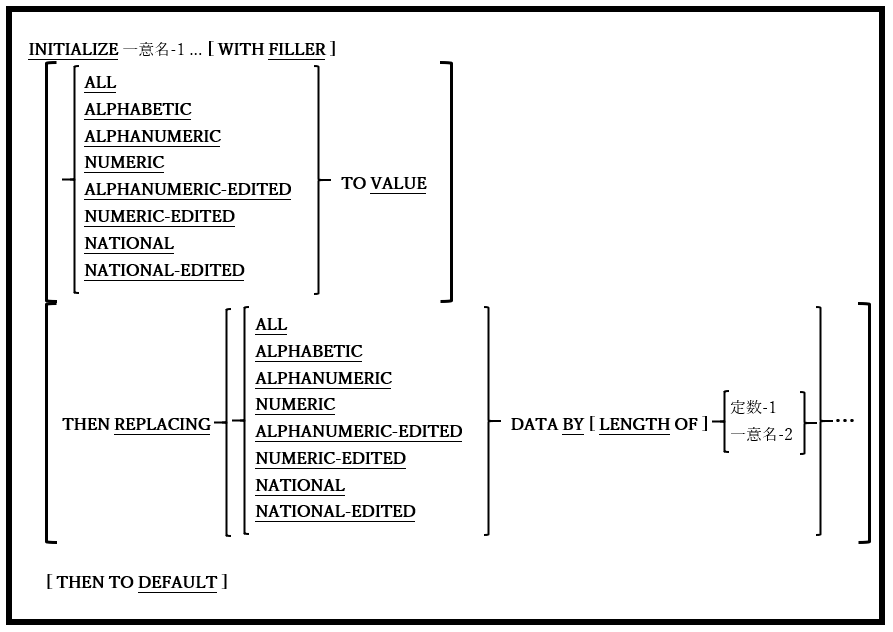 INITIALIZE 一意名-1 ... [ WITH FILLER ]
ALL
ALPHABETIC
ALPHANUMERIC
NUMERIC
ALPHANUMERIC-EDITED
NUMERIC-EDITED
NATIONAL
NATIONAL-EDITED
TO VALUE
THEN REPLACING
ALL
ALPHABETIC
ALPHANUMERIC
NUMERIC
ALPHANUMERIC-EDITED
NUMERIC-EDITED
NATIONAL
NATIONAL-EDITED
DATA BY [ LENGTH OF ]
定数-1
一意名-2
...
[ THEN TO DEFAULT ]